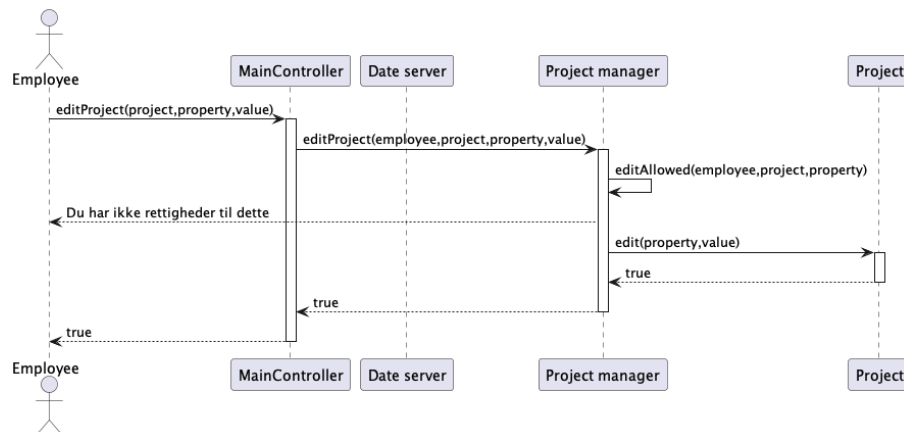 Employee
MainController
Date server
Project manager
Project
editProject(project,property,value)
editProject(employee,project,property,value)
editAllowed(employee,project,property)
Du har ikke rettigheder til dette
edit(property,value)
true
true
true
Employee
MainController
Date server
Project manager
Project